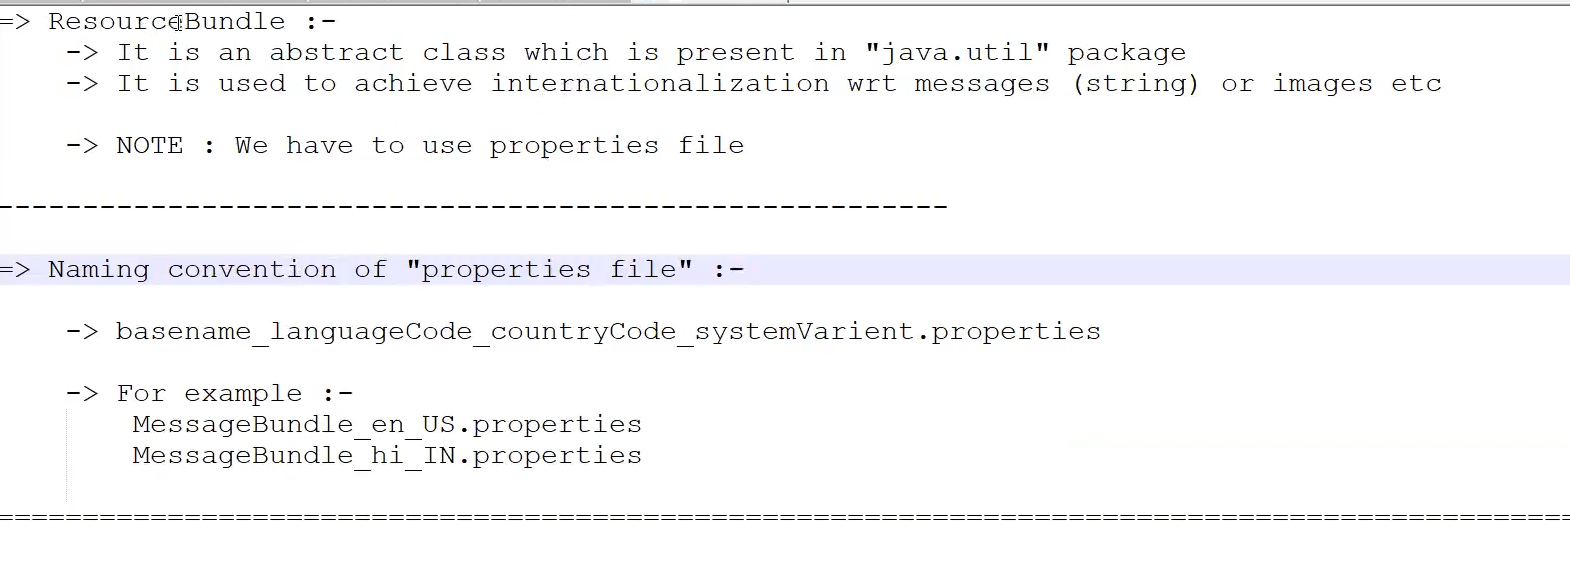 => ResourceBundle :-
-> It is an abstract class which is present in "java.util" package
-> It is used to achieve internationalization wrt messages (string) or images etc
-> NOTE : We have to use properties file
--------------------------------------------------------
=> Naming convention of "properties file" :-
-> basename_languageCode_countryCode_systemVarient.properties
-> For example :-
MessageBundle_en_US.properties
MessageBundle_hi_IN.properties
=============================================================================================